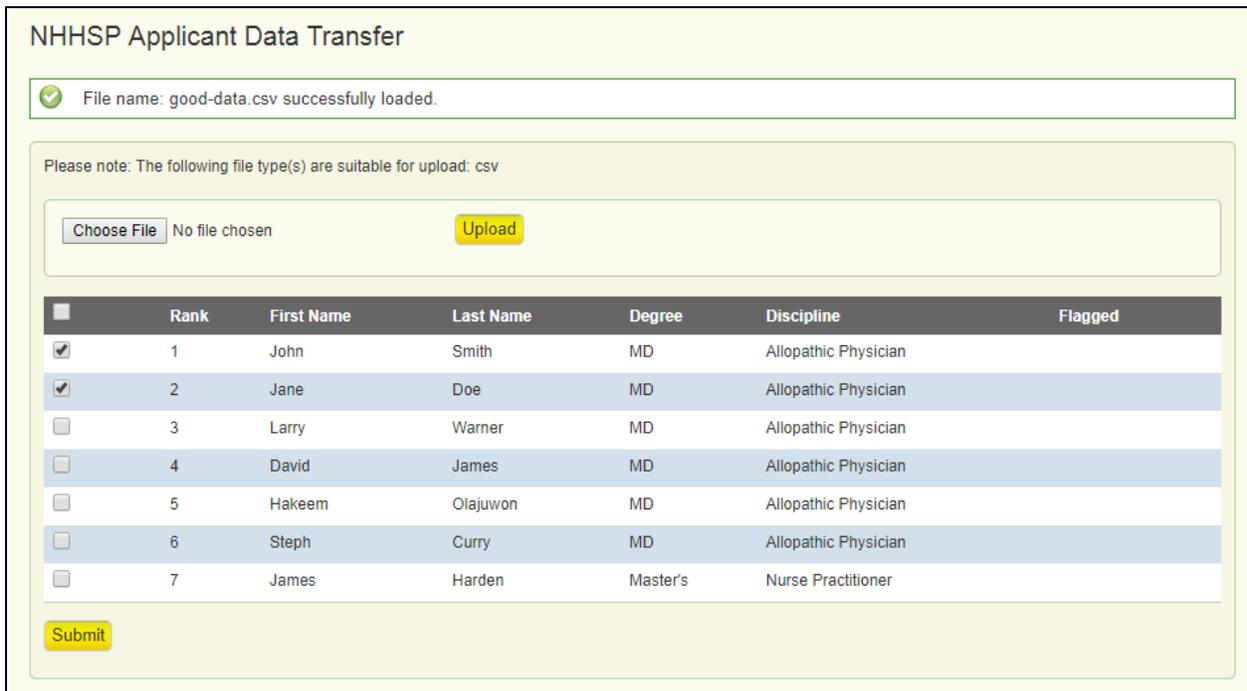 NHHSP Applicant Data Transfer
File name: good-data.csv successfully loaded.
Please note: The following file type(s) are suitable for upload: csv
Choose File No file chosen Upload
Rank First Name Last Name Degree Discipline Flagged
1 John Smith MD Allopathic Physician
2 Jane Doe MD Allopathic Physician
3 Larry Warner MD Allopathic Physician
4 David James MD Allopathic Physician
5 Hakeem Olajuwon MD Allopathic Physician
6 Steph Curry MD Allopathic Physician
7 James Harden Master's Nurse Practitioner
Submit